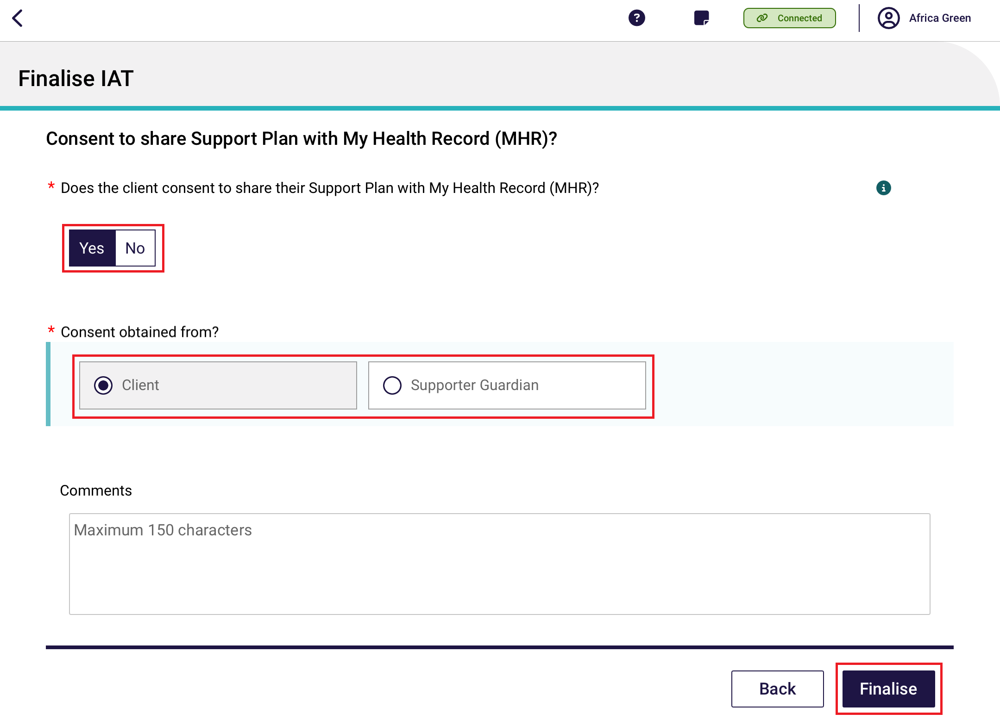 Connected
Africa Green
Finalise IAT
Consent to share Support Plan with My Health Record (MHR)?
* Does the client consent to share their Support Plan with My Health Record (MHR)?
Yes No
* Consent obtained from?
Client Supporter Guardian
Comments
Maximum 150 characters
Back Finalise